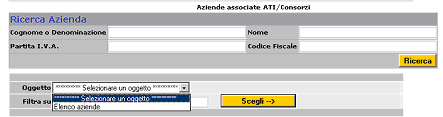 Aziende associate ATI/Consorzi
Ricerca Azienda
Cognome o Denominazione Nome
Partita I.V.A. Codice Fiscale
Ricerca
Oggetto ********* Selezionare un oggetto *********
********* Selezionare un oggetto *********
Filtra su Elenco aziende Scegli -->